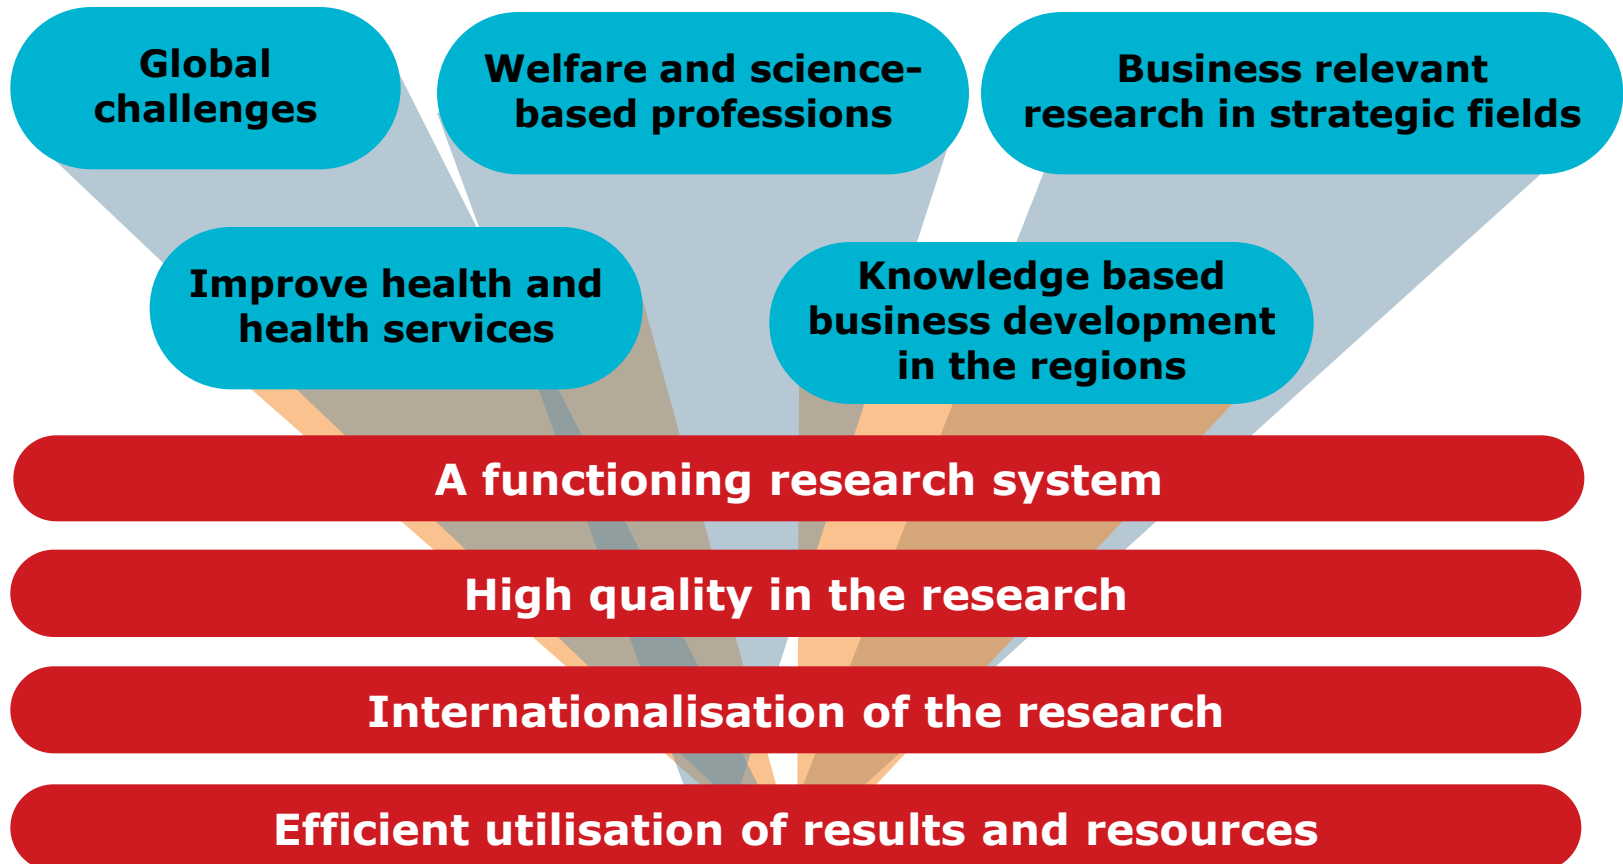 Global
challenges
Welfare and science-
based professions
Business relevant
research in strategic fields
Improve health and
health services
Knowledge based
business development
in the regions
A functioning research system
High quality in the research
Internationalisation of the research
Efficient utilisation of results and resources